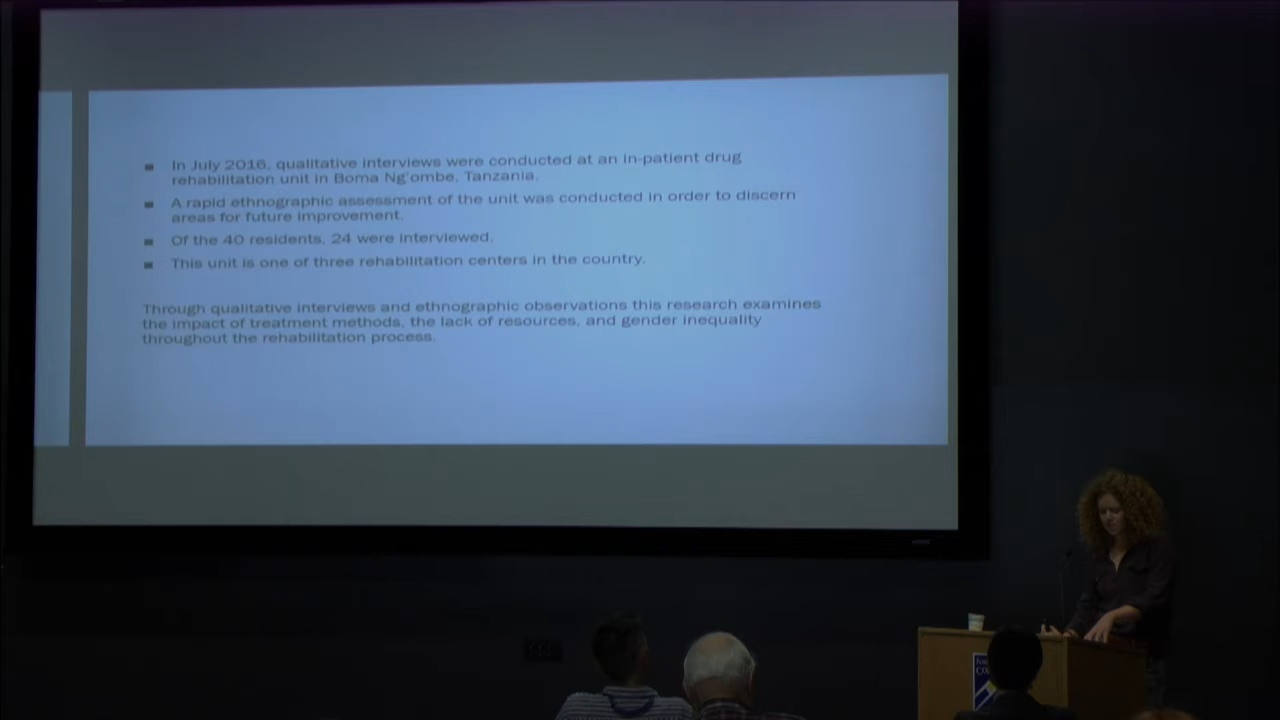 In July 2016, qualitative interviews were conducted at an in-patient drug
rehabilitation unit in Boma Ng'ombe, Tanzania.
A rapid ethnographic assessment of the unit was conducted in order to discern
areas for future improvement.
Of the 40 residents, 24 were interviewed.
This unit is one of three rehabilitation centers in the country.
Through qualitative interviews and ethnographic observations this research examines
the impact of treatment methods, the lack of resources, and gender inequality
throughout the rehabilitation process.